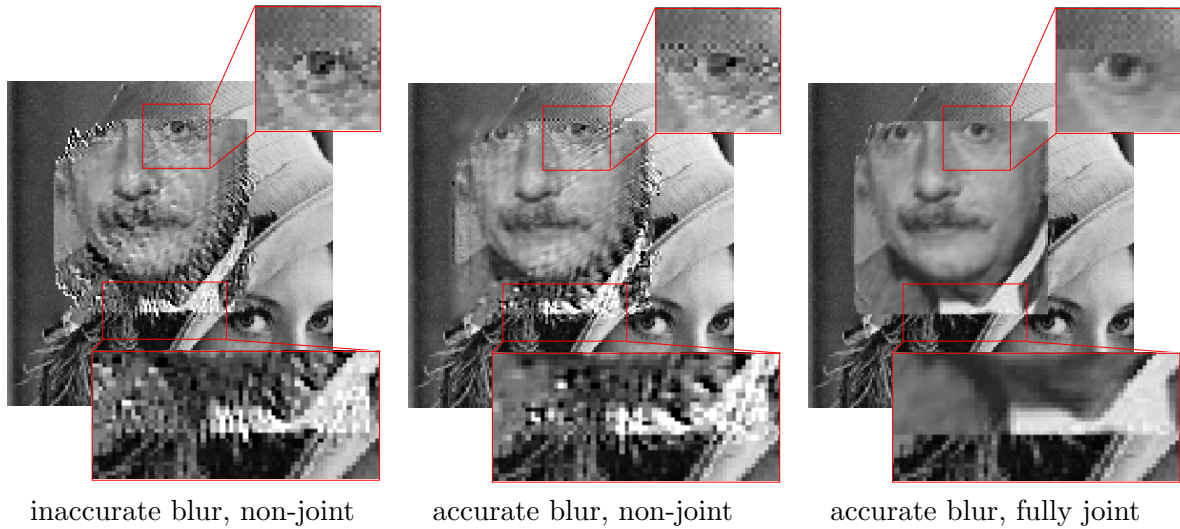 inaccurate blur, non-joint
accurate blur, non-joint
accurate blur, fully joint